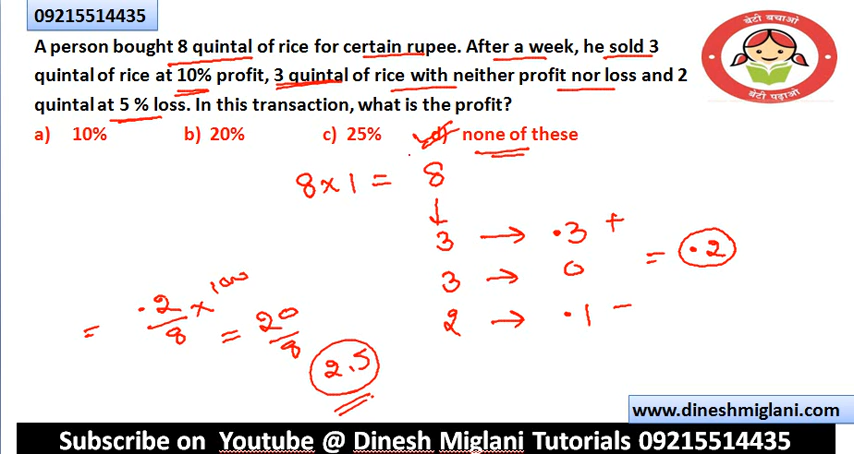 09215514435
बेटी बचाओ
A person bought 8 quintal of rice for certain rupee. After a week, he sold 3
quintal of rice at 10% profit, 3 quintal of rice with neither profit nor loss and 2
quintal at 5 % loss. In this transaction, what is the profit?
बेटी पढ़ाओ
a) 10% b) 20% c) 25% d) none of these
8 x 1 = 8
↓
3 → .3 +
= .2
3 → 0
2 → .1 -
= .2/8 x 100 = 20/8
2.5
www.dineshmiglani.com
Subscribe on Youtube @ Dinesh Miglani Tutorials 09215514435